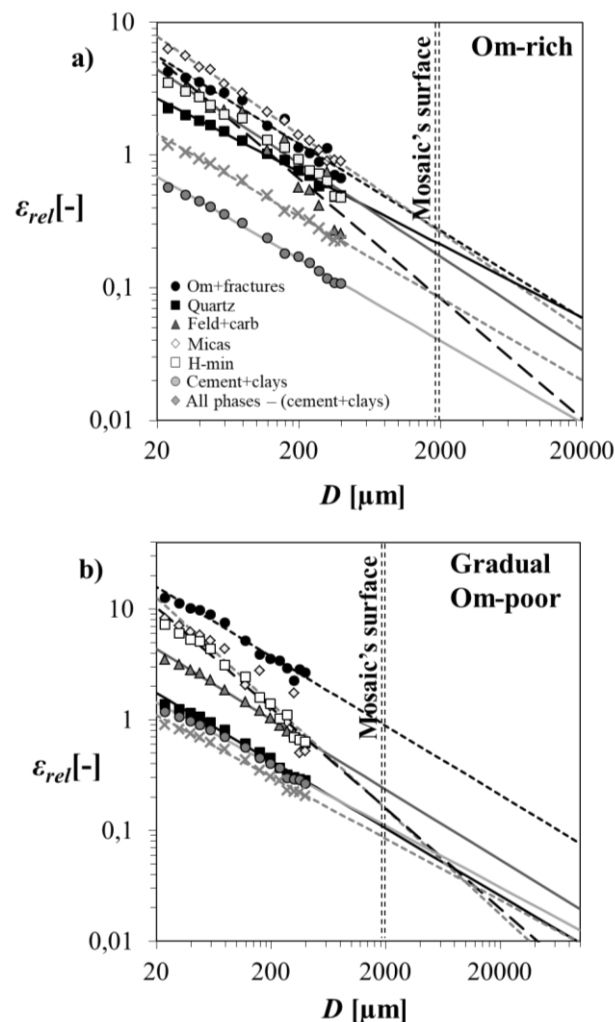 a)
Om-rich
10
1
0,1
0,01
εrel[-]
Mosaic's surface
Om+fractures
Quartz
Feld+carb
Micas
H-min
Cement+clays
All phases – (cement+clays)
20
200
2000
20000
D [µm]
b)
Gradual
Om-poor
10
1
0,1
0,01
εrel[-]
Mosaic's surface
20
200
2000
20000
D [µm]